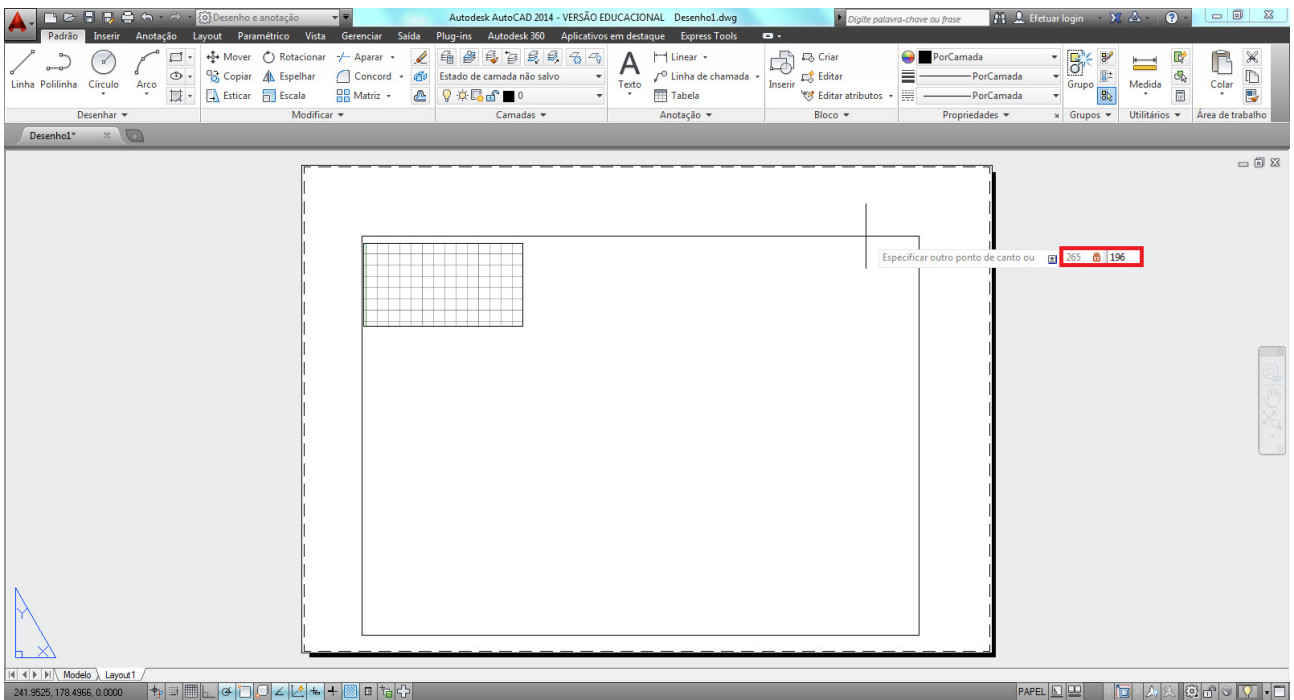 Desenho e anotação
Autodesk AutoCAD 2014 - VERSÃO EDUCACIONAL Desenho1.dwg
Digite palavra-chave ou frase
Efetuar login
Padrão Inserir Anotação Layout Paramétrico Vista Gerenciar Saída Plug-ins Autodesk 360 Aplicativos em destaque Express Tools
Linha Polilinha Círculo Arco
Mover Rotacionar Aparar
Copiar Espelhar Concord
Esticar Escala Matriz
Estado de camada não salvo
0
Texto
Linear
Linha de chamada
Tabela
Inserir
Criar
Editar
Editar atributos
PorCamada
PorCamada
PorCamada
Grupo
Medida
Colar
Desenhar Modificar Camadas Anotação Bloco Propriedades Grupos Utilitários Área de trabalho
Desenho1*
Especificar outro ponto de canto ou 265 196
Y
X
Modelo Layout1
241.9525, 178.4966, 0.0000
PAPEL